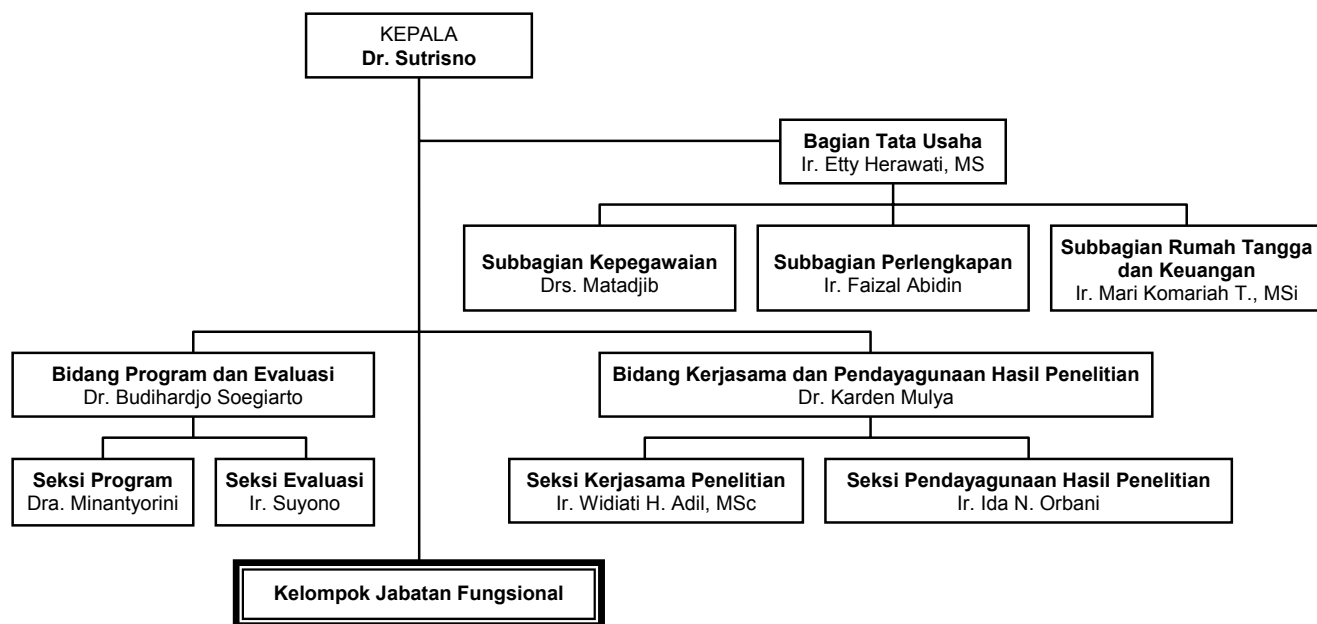 KEPALA
Dr. Sutrisno
Bagian Tata Usaha
Ir. Etty Herawati, MS
Subbagian Kepegawaian
Drs. Matadjib
Subbagian Perlengkapan
Ir. Faizal Abidin
Subbagian Rumah Tangga
dan Keuangan
Ir. Mari Komariah T., MSi
Bidang Program dan Evaluasi
Dr. Budihardjo Soegiarto
Bidang Kerjasama dan Pendayagunaan Hasil Penelitian
Dr. Karden Mulya
Seksi Program
Dra. Minantyorini
Seksi Evaluasi
Ir. Suyono
Seksi Kerjasama Penelitian
Ir. Widiati H. Adil, MSc
Seksi Pendayagunaan Hasil Penelitian
Ir. Ida N. Orbani
Kelompok Jabatan Fungsional